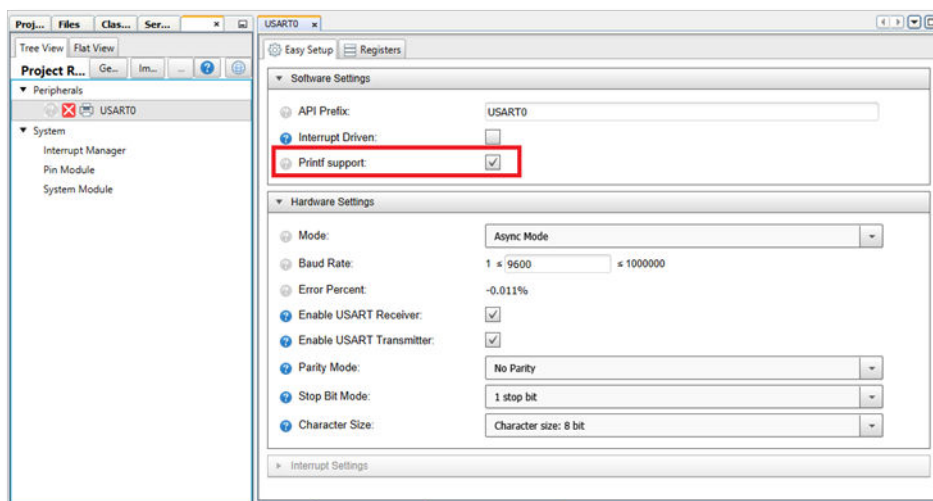 Proj... Files Clas... Ser...
Tree View Flat View
Project R... Ge... Im... ...
Peripherals
USART0
System
Interrupt Manager
Pin Module
System Module
USART0
Easy Setup Registers
Software Settings
API Prefix: USART0
Interrupt Driven:
Printf support:
Hardware Settings
Mode: Async Mode
Baud Rate: 1 ≤ 9600 ≤ 1000000
Error Percent: -0.011%
Enable USART Receiver:
Enable USART Transmitter:
Parity Mode: No Parity
Stop Bit Mode: 1 stop bit
Character Size: Character size: 8 bit
Interrupt Settings